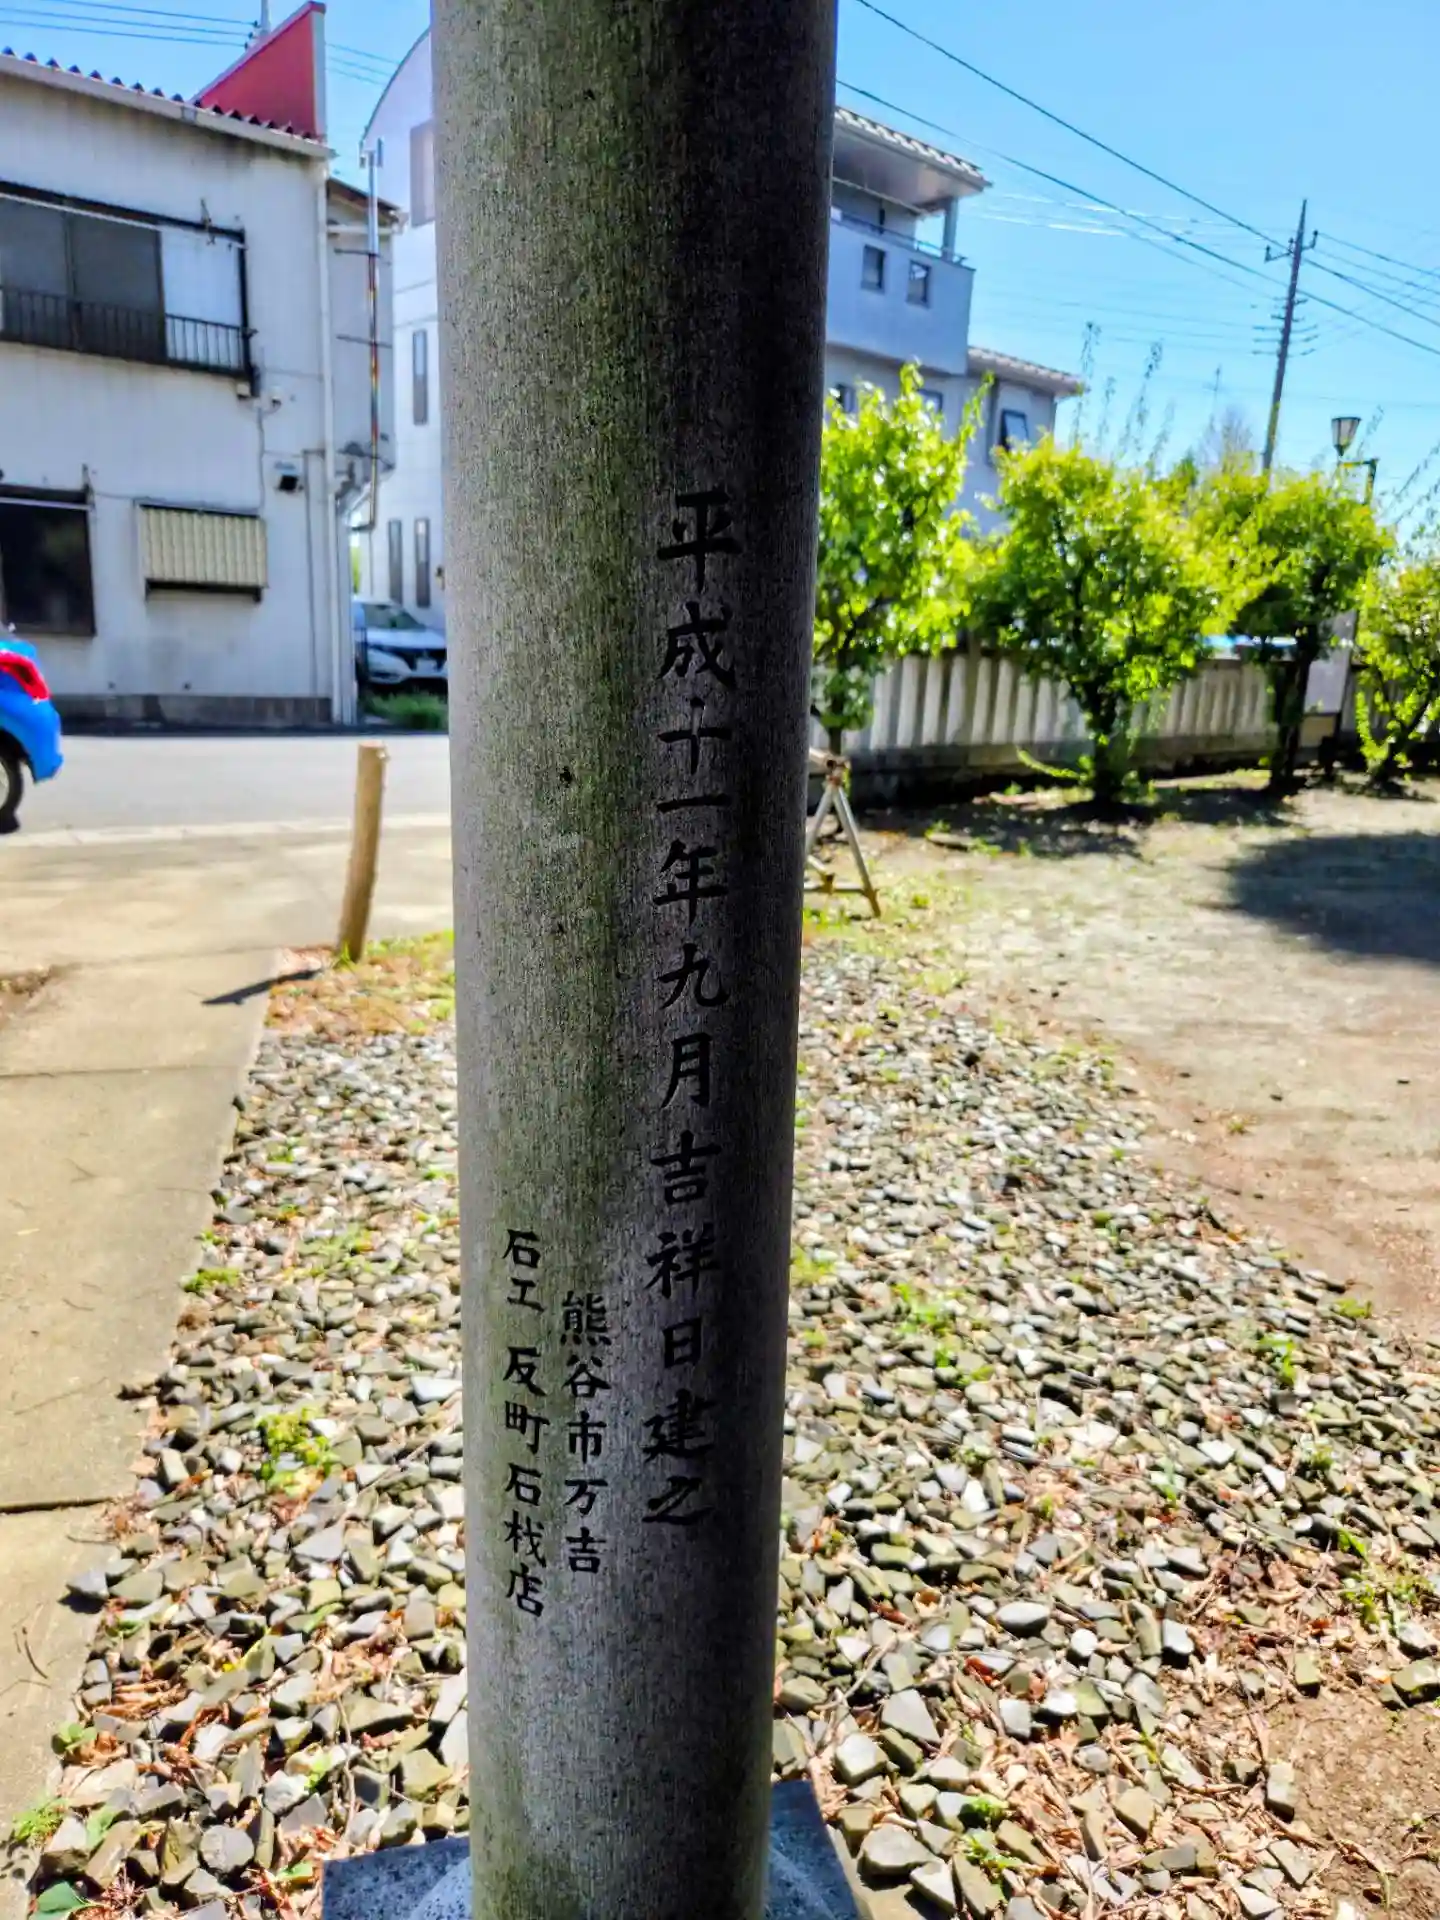 平成十一年九月吉祥日建之
熊谷市万吉
石工 反町石材店